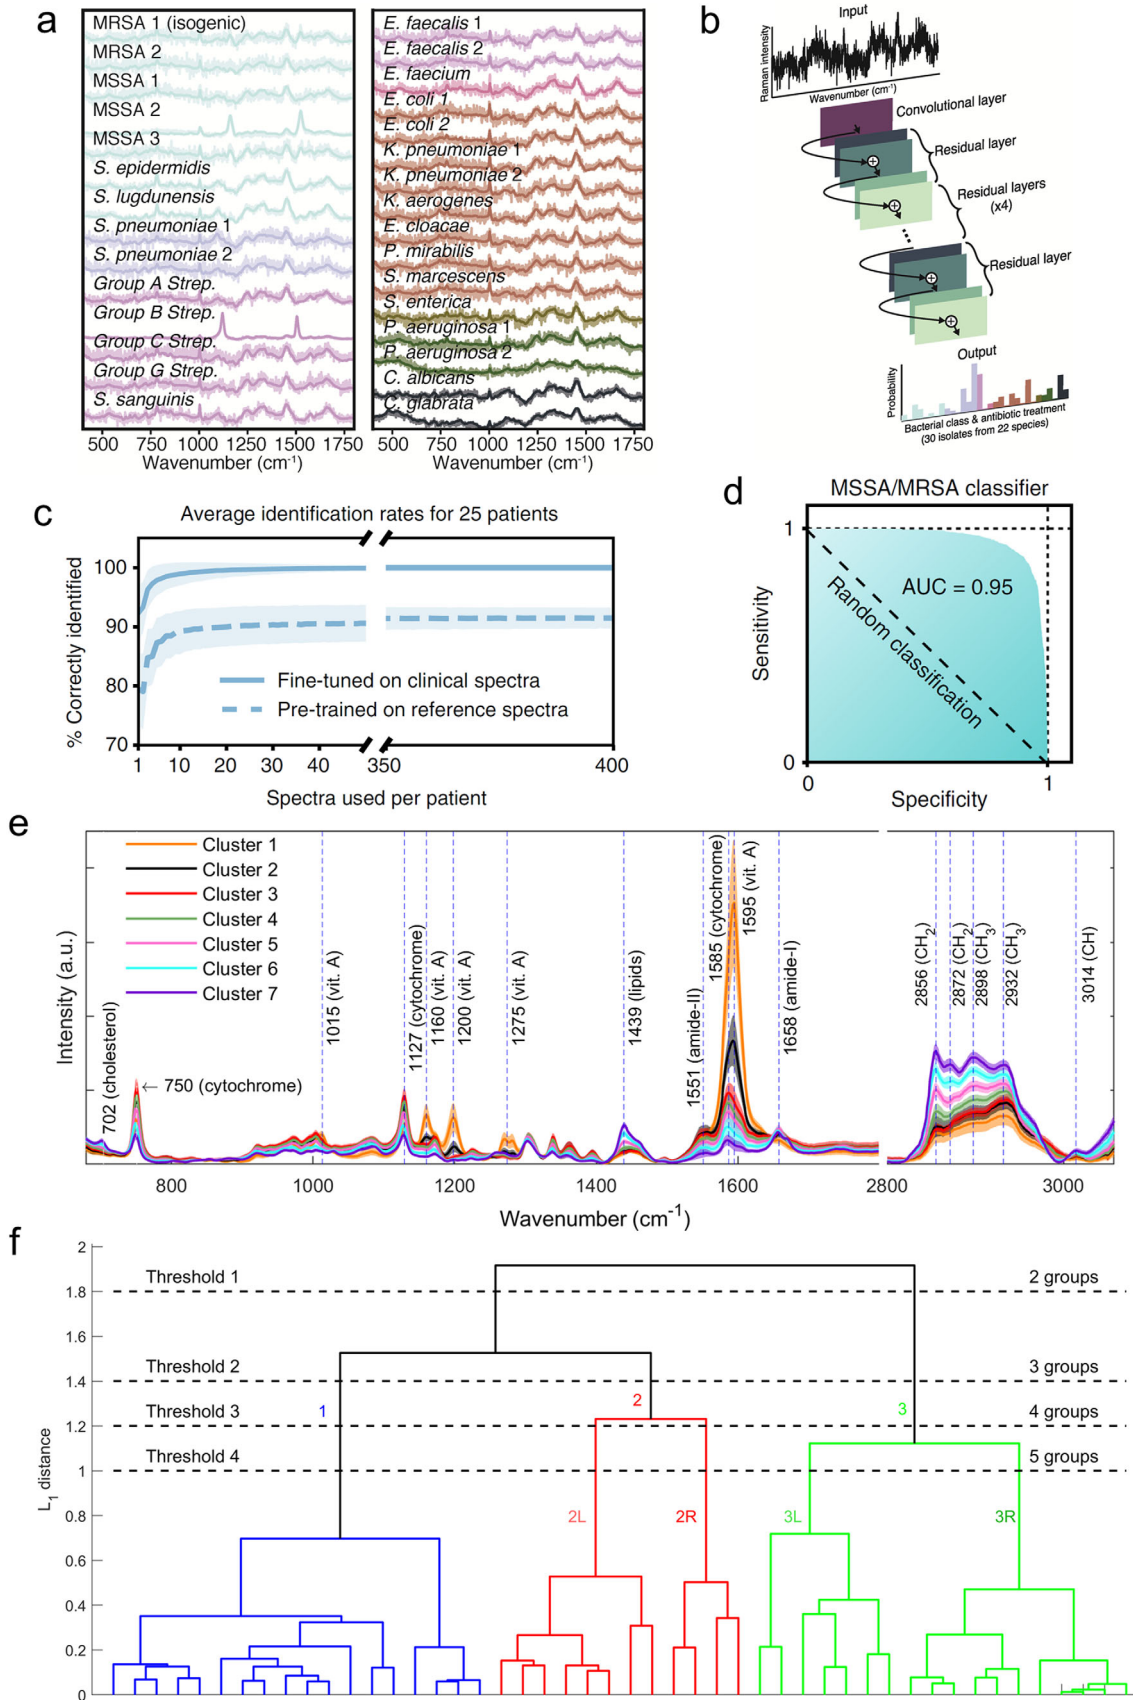 a
MRSA 1 (isogenic)
MRSA 2
MSSA 1
MSSA 2
MSSA 3
S. epidermidis
S. lugdunensis
S. pneumoniae 1
S. pneumoniae 2
Group A Strep.
Group B Strep.
Group C Strep.
Group G Strep.
S. sanguinis
500 750 1000 1250 1500 1750
Wavenumber (cm-1)
E. faecalis 1
E. faecalis 2
E. faecium
E. coli 1
E. coli 2
K. pneumoniae 1
K. pneumoniae 2
K. aerogenes
E. cloacae
P. mirabilis
S. marcescens
S. enterica
P. aeruginosa 1
P. aeruginosa 2
C. albicans
C. glabrata
500 750 1000 1250 1500 1750
Wavenumber (cm-1)
b
Input
Raman intensity
Wavenumber (cm-1)
Convolutional layer
Residual layer
Residual layers
(x4)
Residual layer
Output
Probability
Bacterial class & antibiotic treatment
(30 isolates from 22 species)
c
Average identification rates for 25 patients
% Correctly identified
100
90
80
70
Fine-tuned on clinical spectra
Pre-trained on reference spectra
1 10 20 30 40 350 400
Spectra used per patient
d
MSSA/MRSA classifier
Sensitivity
1
0
AUC = 0.95
Random classification
0 1
Specificity
e
Intensity (a.u.)
Cluster 1
Cluster 2
Cluster 3
Cluster 4
Cluster 5
Cluster 6
Cluster 7
702 (cholesterol)
← 750 (cytochrome)
1015 (vit. A)
1127 (cytochrome)
1160 (vit. A)
1200 (vit. A)
1275 (vit. A)
1439 (lipids)
1551 (amide-II)
1585 (cytochrome)
1595 (vit. A)
1658 (amide-I)
2856 (CH2)
2872 (CH2)
2898 (CH3)
2932 (CH3)
3014 (CH)
800 1000 1200 1400 1600 2800 3000
Wavenumber (cm-1)
f
L1 distance
2
1.8
1.6
1.4
1.2
1
0.8
0.6
0.4
0.2
0
Threshold 1 2 groups
Threshold 2 3 groups
Threshold 3 4 groups
Threshold 4 5 groups
1 2 3
2L 2R 3L 3R